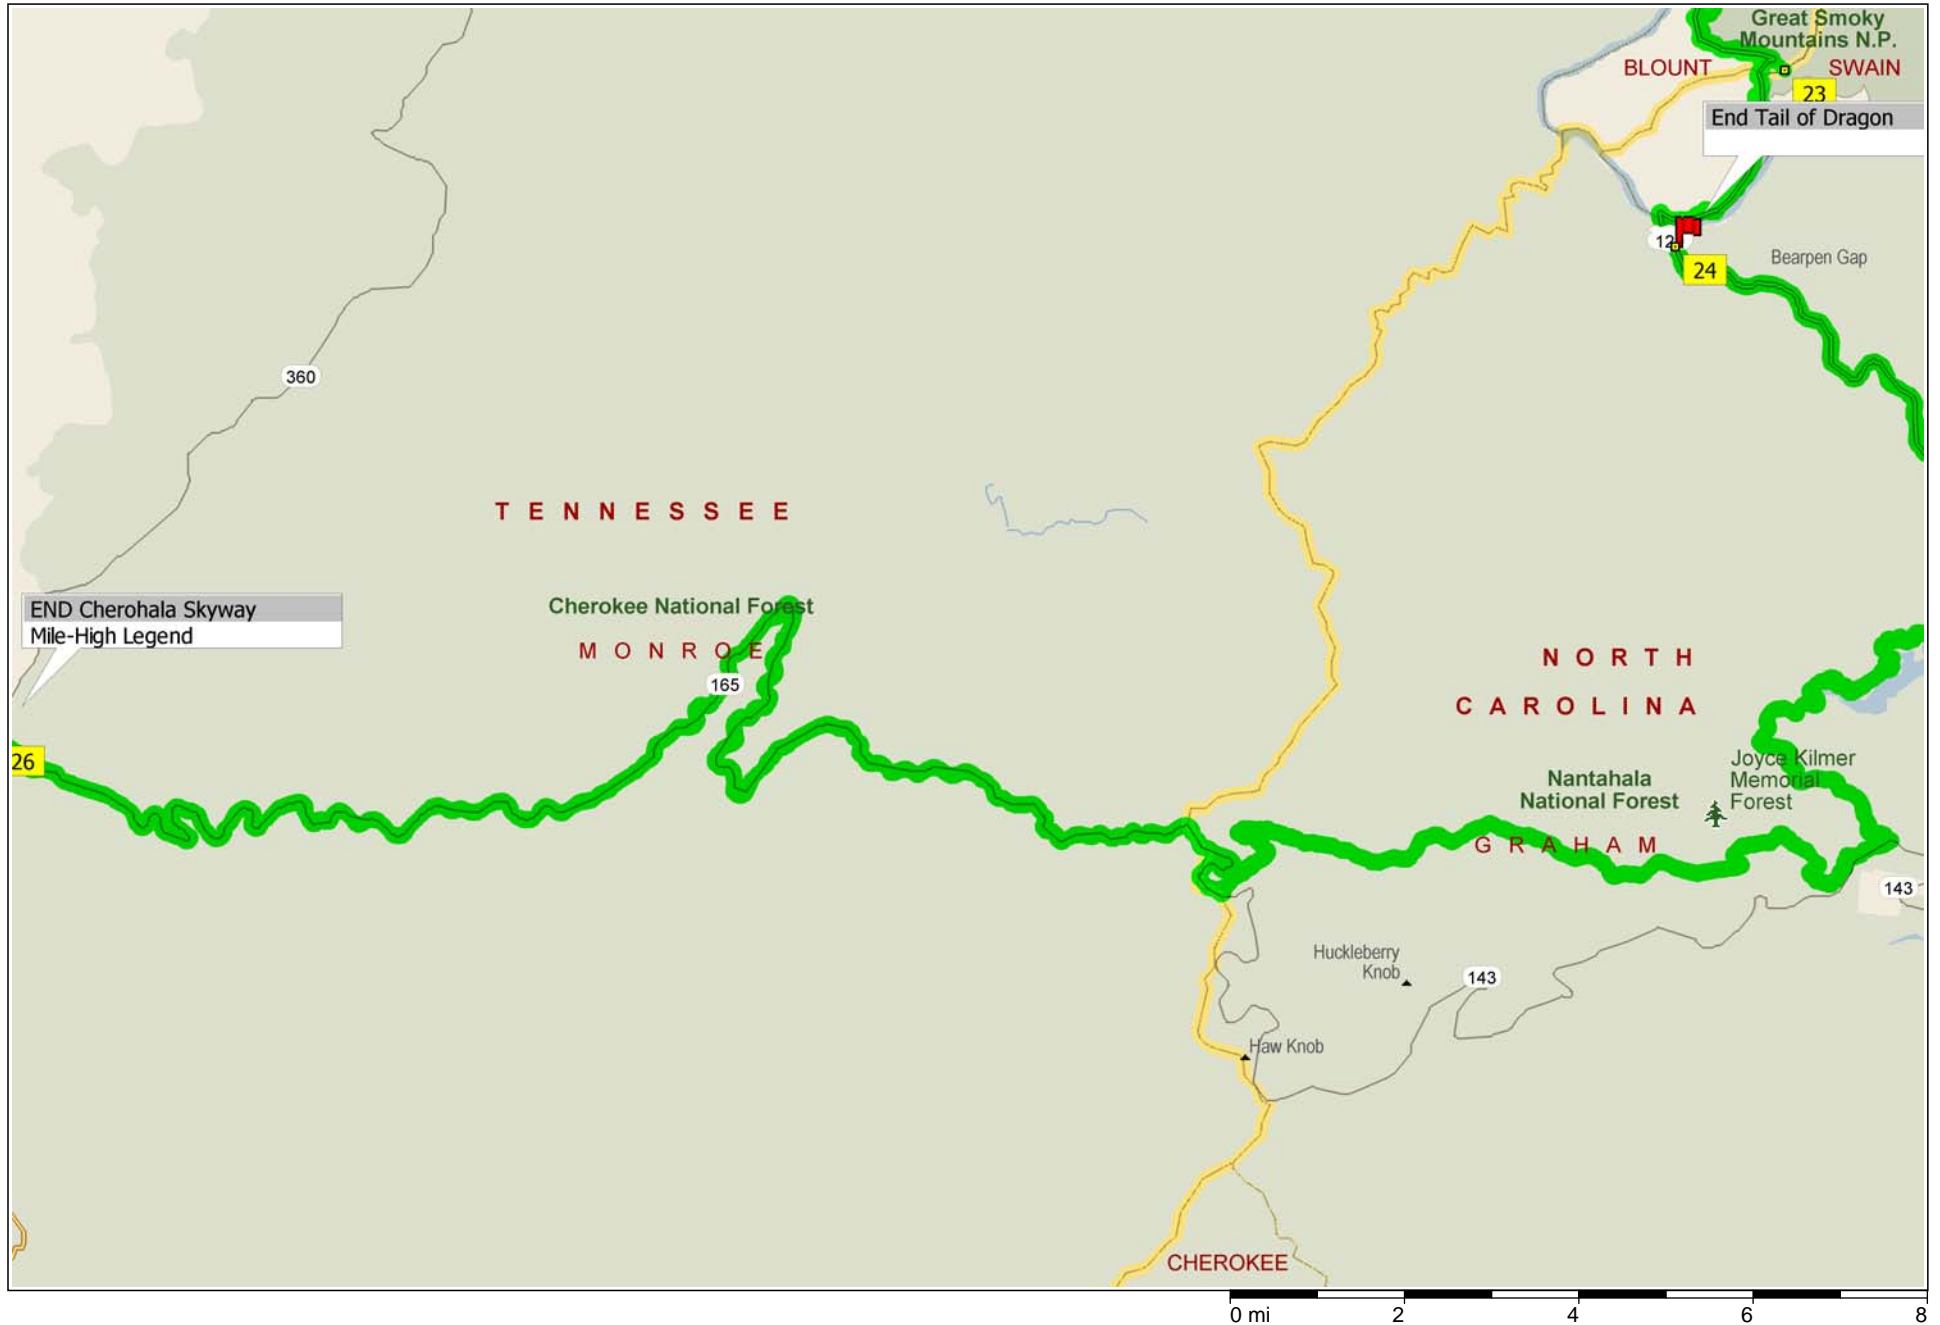 Great Smoky
Mountains N.P.
BLOUNT
SWAIN
23
End Tail of Dragon
12
24
Bearpen Gap
360
TENNESSEE
END Cherohala Skyway
Mile-High Legend
Cherokee National Forest
MONROE
165
NORTH
CAROLINA
26
Joyce Kilmer
Memorial
Forest
Nantahala
National Forest
GRAHAM
143
Huckleberry
Knob
143
Haw Knob
CHEROKEE
0 mi 2 4 6 8